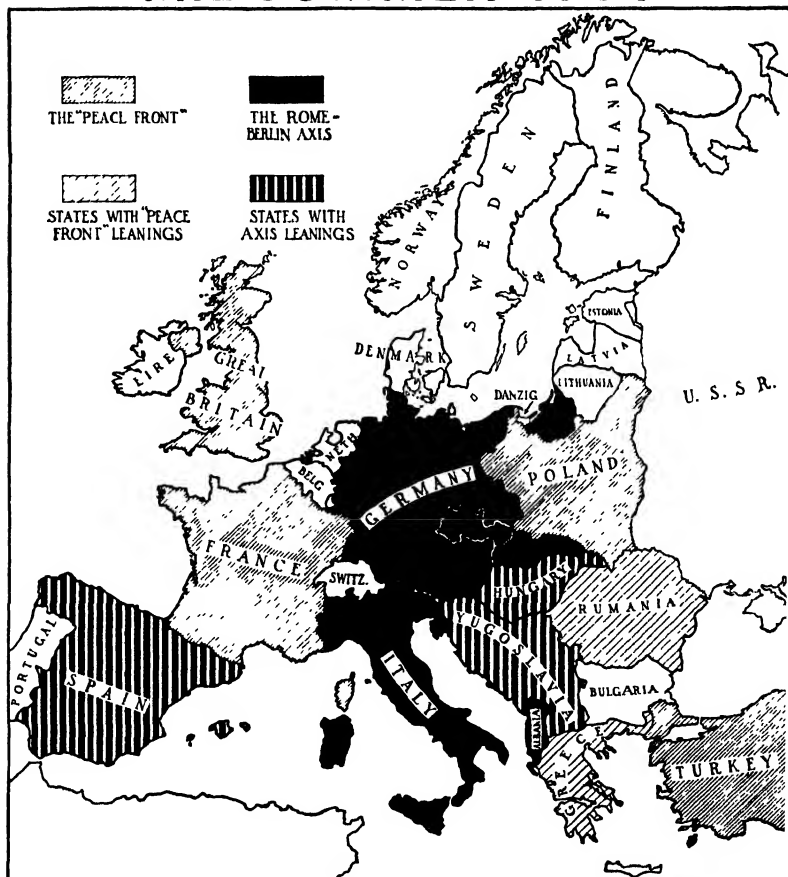 THE "PEACE FRONT"
THE ROME-
BERLIN AXIS
STATES WITH "PEACE
FRONT" LEANINGS
STATES WITH
AXIS LEANINGS
NORWAY
SWEDEN
FINLAND
ESTONIA
LATVIA
LITHUANIA
U. S. S. R.
DENMARK
DANZIG
EIRE
GREAT
BRITAIN
NETH
BELG
GERMANY
POLAND
FRANCE
SWITZ.
HUNGARY
RUMANIA
YUGOSLAVIA
PORTUGAL
SPAIN
ITALY
BULGARIA
ALBANIA
GREECE
TURKEY